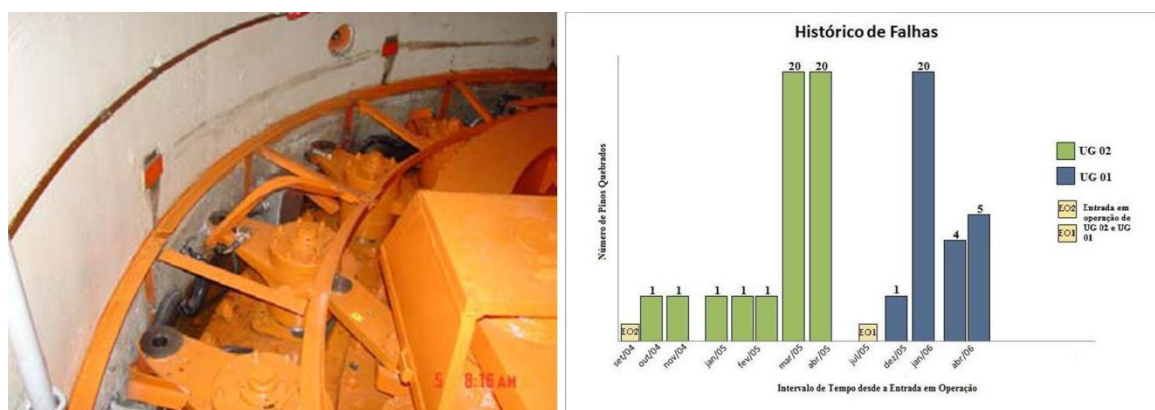 5 8:16 AM
Histórico de Falhas
Número de Pinos Quebrados
1
1
1
1
1
20
20
1
20
4
5
EO2
EO1
set/04
out/04
nov/04
jan/05
fev/05
mar/05
abr/05
jul/05
dez/05
jan/06
abr/06
Intervalo de Tempo desde a Entrada em Operação
UG 02
UG 01
EO2
EO1
Entrada em
operação de
UG 02 e UG
01